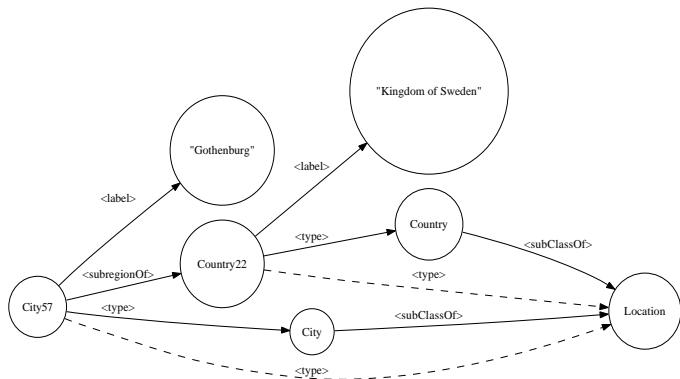 "Kingdom of Sweden"
"Gothenburg"
<label>
<label>
Country
<type>
<subClassOf>
Country22
<subregionOf>
<type>
City57
<type>
Location
<subClassOf>
City
<type>